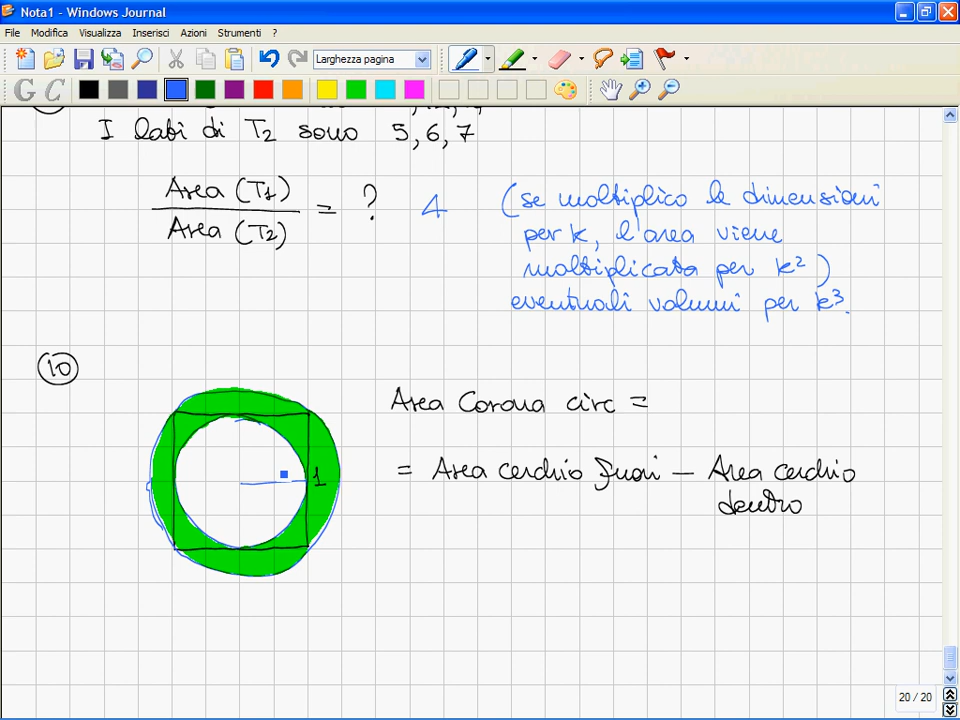 Nota1 - Windows Journal
File Modifica Visualizza Inserisci Azioni Strumenti ?
Larghezza pagina
G C
I lati di T2 sono 5, 6, 7
Area (T1)
Area (T2)
= ? 4
(se moltiplico le dimensioni
per k, l'area viene
moltiplicata per k²)
eventuali volumi per k³.
10
1
Area Corona circ =
= Area cerchio fuori – Area cerchio
dentro
20 / 20